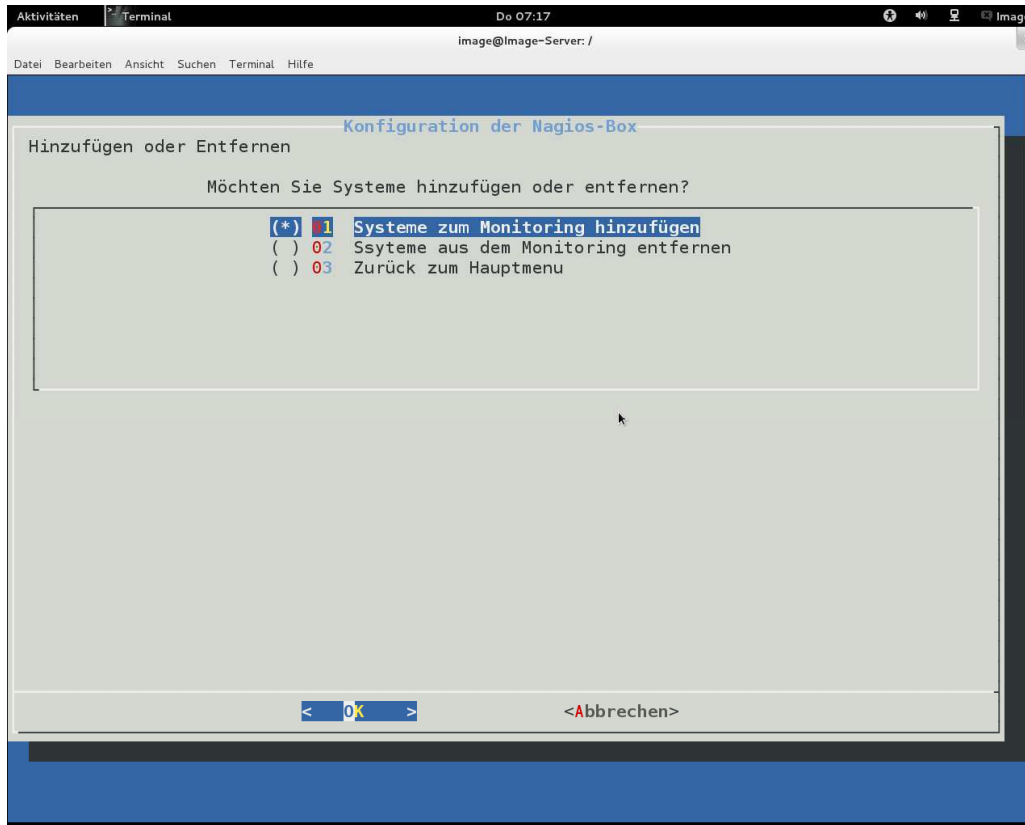 Aktivitäten Terminal Do 07:17 Imag
image@Image-Server: /
Datei Bearbeiten Ansicht Suchen Terminal Hilfe
Konfiguration der Nagios-Box
Hinzufügen oder Entfernen
Möchten Sie Systeme hinzufügen oder entfernen?
(*) 01 Systeme zum Monitoring hinzufügen
( ) 02 Ssyteme aus dem Monitoring entfernen
( ) 03 Zurück zum Hauptmenu
< OK > <Abbrechen>